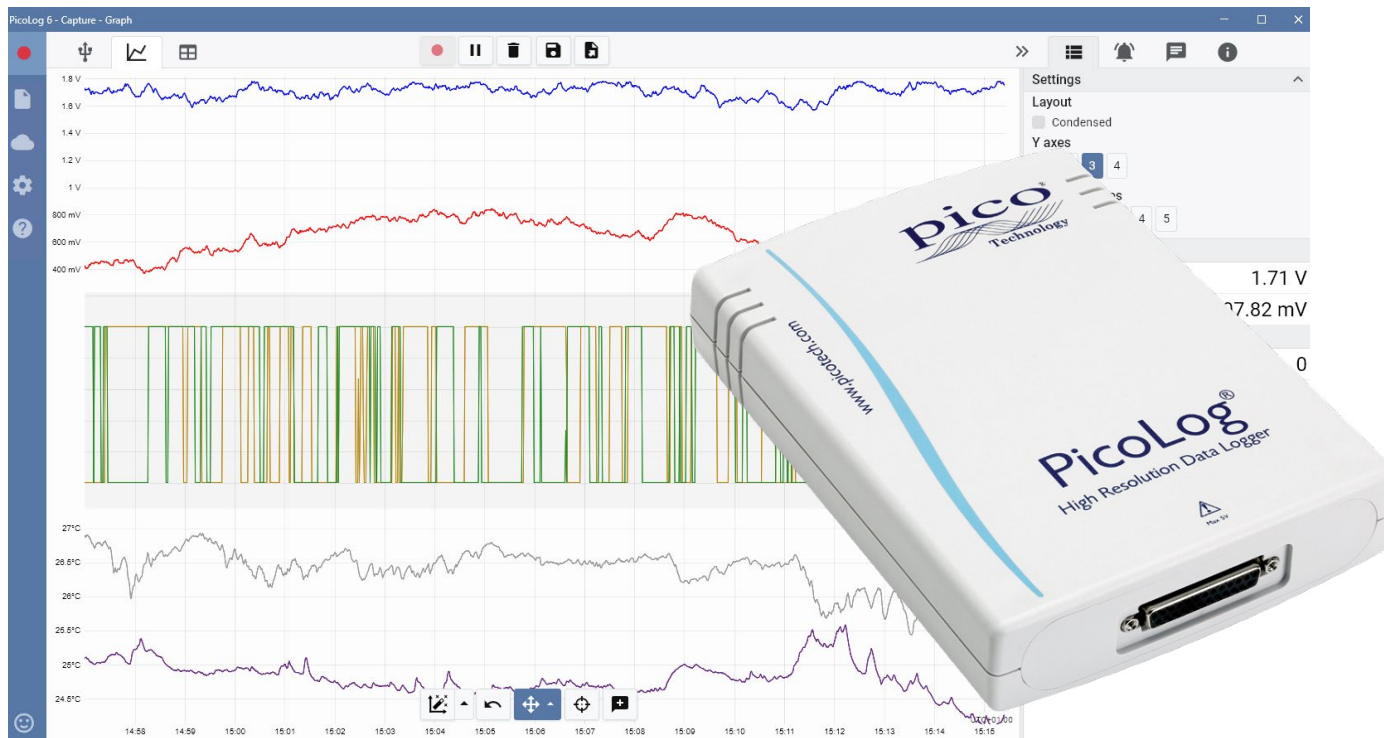 PicoLog 6 - Capture - Graph
Settings
Layout
Condensed
Y axes
3
4
4
5
1.71 V
7.82 mV
0
1.8 V
1.6 V
1.4 V
1.2 V
1 V
800 mV
600 mV
400 mV
27°C
26.5°C
26°C
25.5°C
25°C
24.5°C
14:58
14:59
15:00
15:01
15:02
15:03
15:04
15:05
15:06
15:07
15:08
15:09
15:10
15:11
15:12
15:13
15:14
15:15
pico®
Technology
www.picotech.com
PicoLog®
High Resolution Data Logger
Max 5V